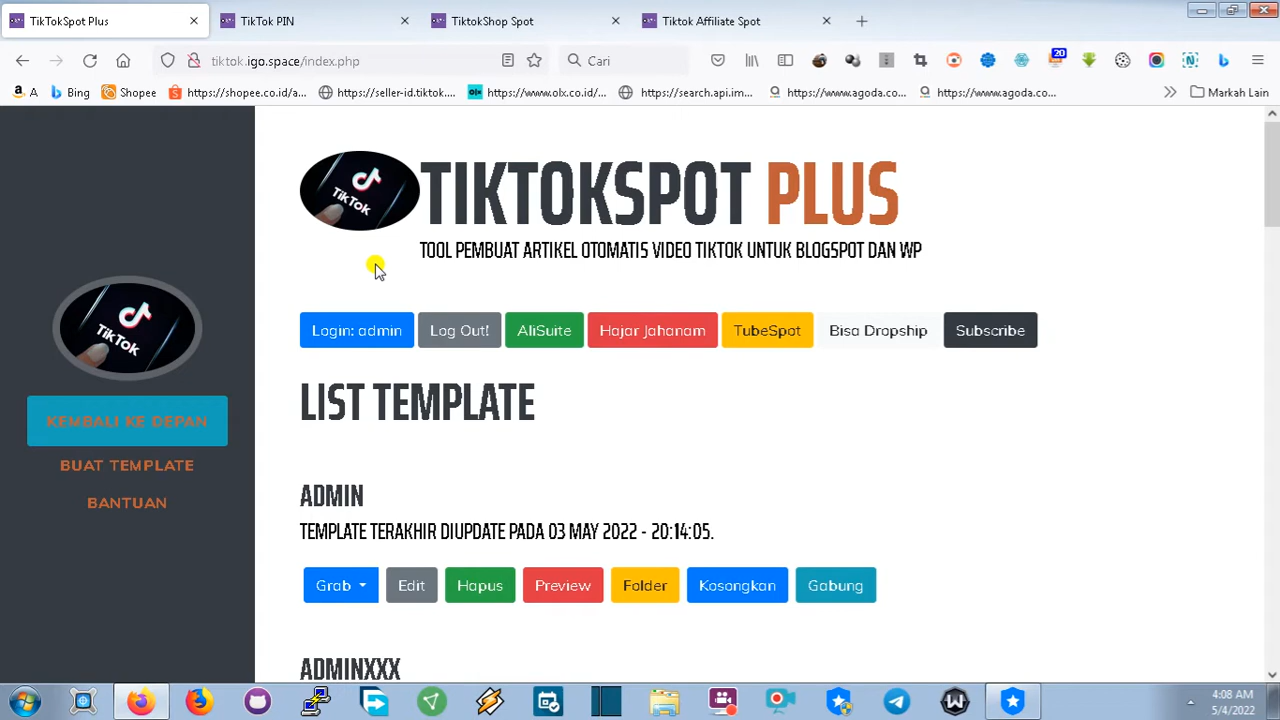 TikTokSpot Plus
TikTok PIN
TiktokShop Spot
Tiktok Affiliate Spot
tiktok.igo.space/index.php
Cari
20
A
Bing
Shopee
https://shopee.co.id/a...
https://seller-id.tiktok....
https://www.olx.co.id/...
https://search.api.im...
https://www.agoda.co...
https://www.agoda.co...
Markah Lain
TikTok
TIKTOKSPOT PLUS
TOOL PEMBUAT ARTIKEL OTOMATIS VIDEO TIKTOK UNTUK BLOGSPOT DAN WP
Login: admin
Log Out!
AliSuite
Hajar Jahanam
TubeSpot
Bisa Dropship
Subscribe
TikTok
KEMBALI KE DEPAN
BUAT TEMPLATE
BANTUAN
LIST TEMPLATE
ADMIN
TEMPLATE TERAKHIR DIUPDATE PADA 03 MAY 2022 - 20:14:05.
Grab
Edit
Hapus
Preview
Folder
Kosongkan
Gabung
ADMINXXX
4:08 AM
5/4/2022